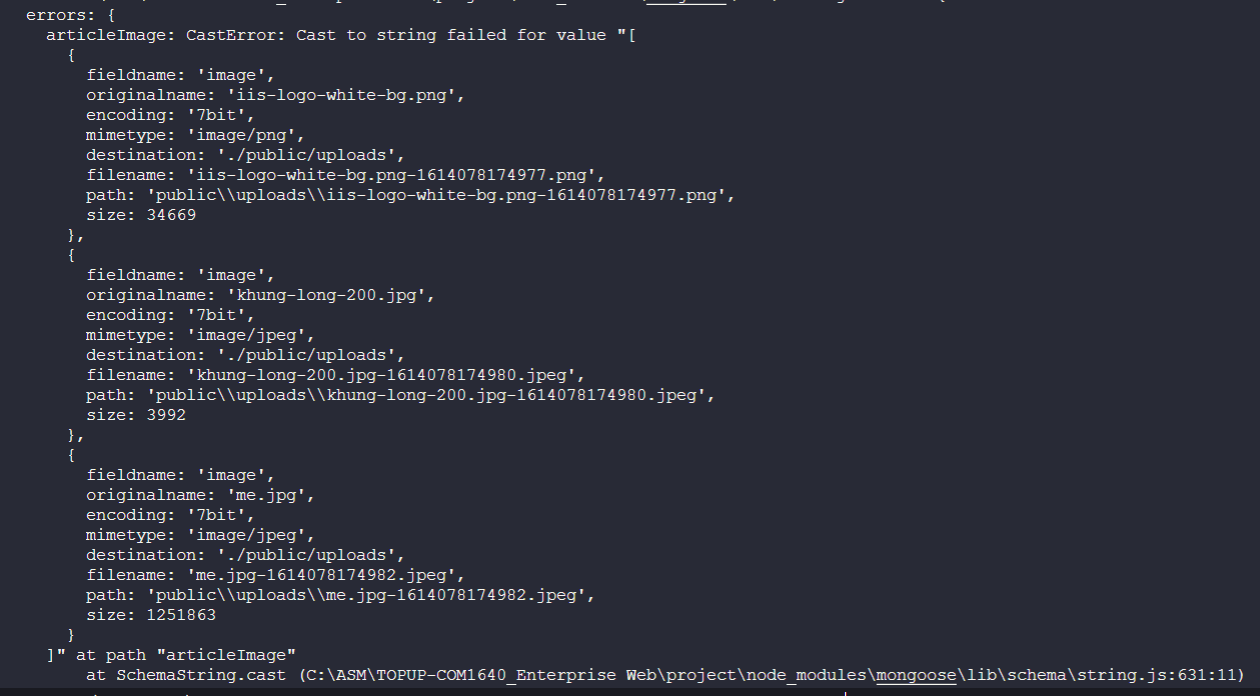 errors: {
articleImage: CastError: Cast to string failed for value "[
{
fieldname: 'image',
originalname: 'iis-logo-white-bg.png',
encoding: '7bit',
mimetype: 'image/png',
destination: './public/uploads',
filename: 'iis-logo-white-bg.png-1614078174977.png',
path: 'public\\uploads\\iis-logo-white-bg.png-1614078174977.png',
size: 34669
},
{
fieldname: 'image',
originalname: 'khung-long-200.jpg',
encoding: '7bit',
mimetype: 'image/jpeg',
destination: './public/uploads',
filename: 'khung-long-200.jpg-1614078174980.jpeg',
path: 'public\\uploads\\khung-long-200.jpg-1614078174980.jpeg',
size: 3992
},
{
fieldname: 'image',
originalname: 'me.jpg',
encoding: '7bit',
mimetype: 'image/jpeg',
destination: './public/uploads',
filename: 'me.jpg-1614078174982.jpeg',
path: 'public\\uploads\\me.jpg-1614078174982.jpeg',
size: 1251863
}
]" at path "articleImage"
at SchemaString.cast (C:\ASM\TOPUP-COM1640_Enterprise Web\project\node_modules\mongoose\lib\schema\string.js:631:11)